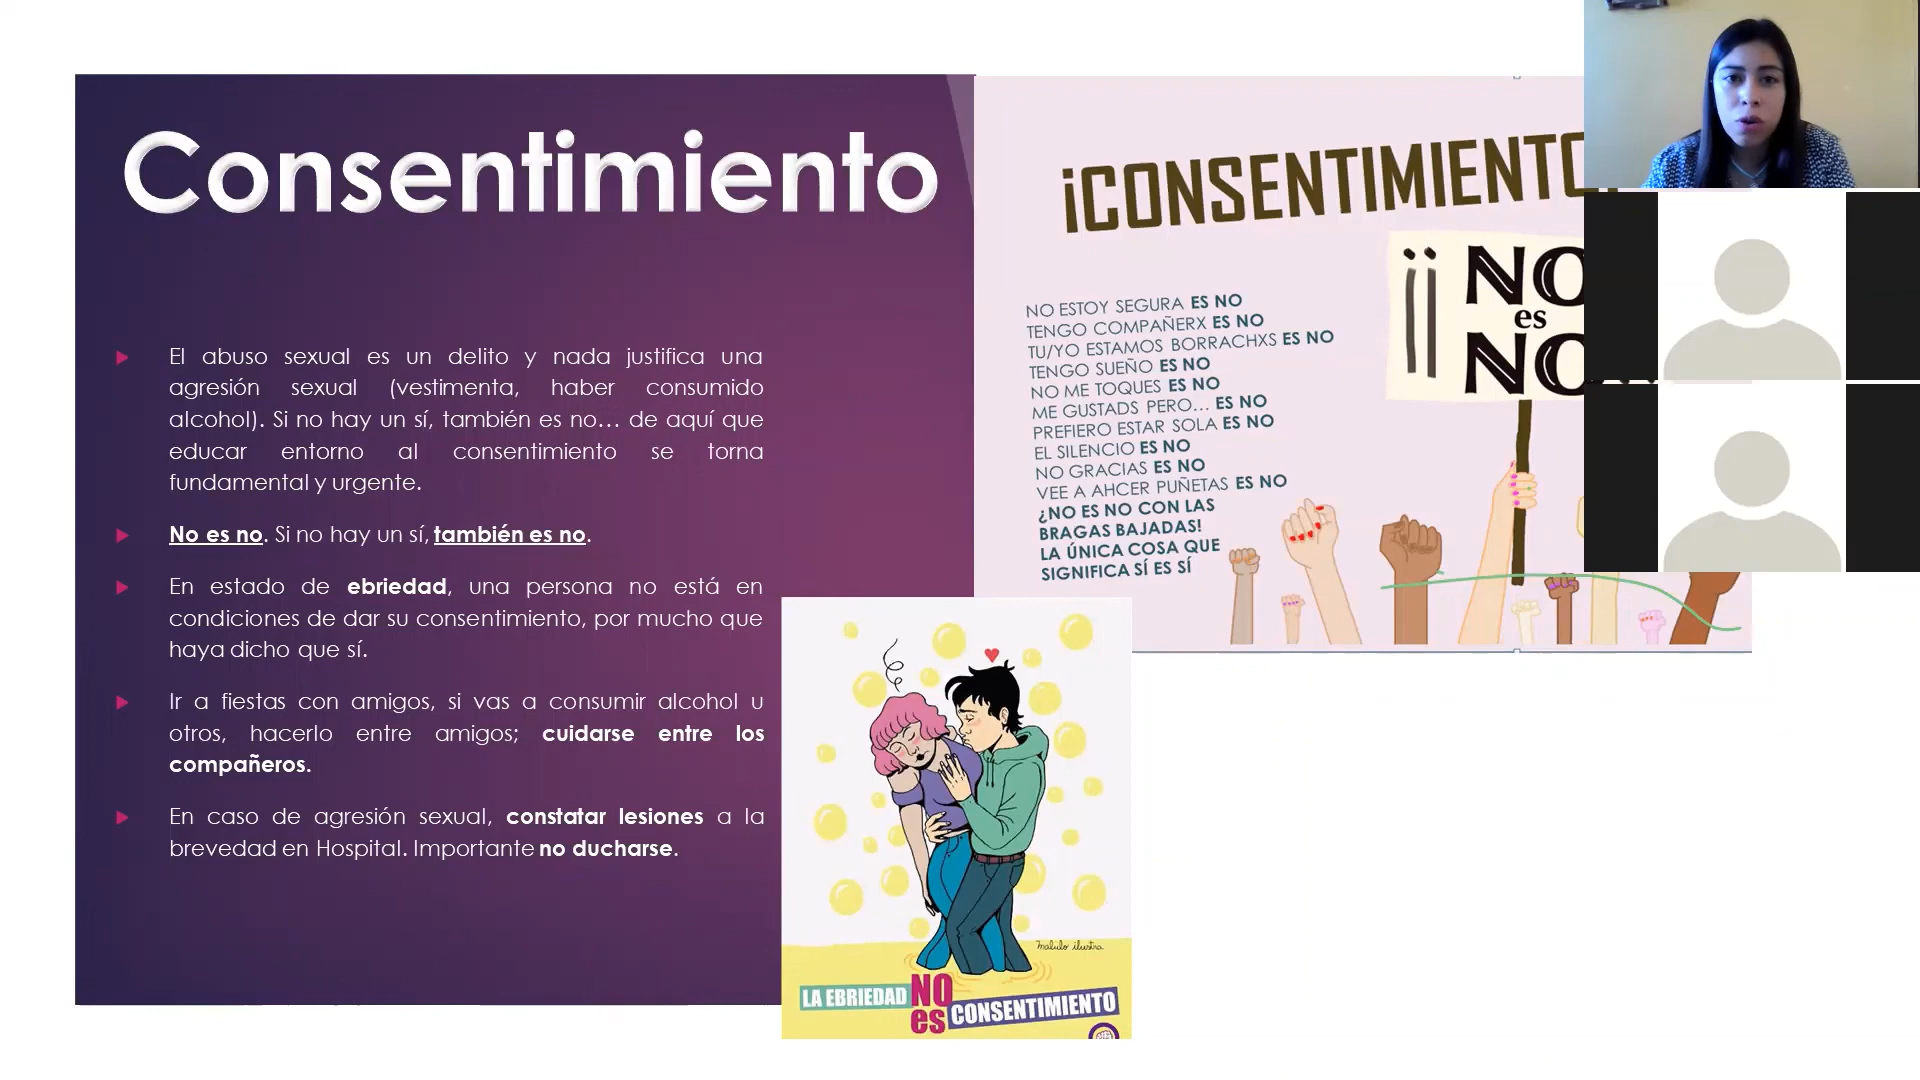 Consentimiento
El abuso sexual es un delito y nada justifica una
agresión sexual (vestimenta, haber consumido
alcohol). Si no hay un sí, también es no... de aquí que
educar entorno al consentimiento se torna
fundamental y urgente.
No es no. Si no hay un sí, también es no.
En estado de ebriedad, una persona no está en
condiciones de dar su consentimiento, por mucho que
haya dicho que sí.
Ir a fiestas con amigos, si vas a consumir alcohol u
otros, hacerlo entre amigos; cuidarse entre los
compañeros.
En caso de agresión sexual, constatar lesiones a la
brevedad en Hospital. Importante no ducharse.
¡CONSENTIMIENTO
NO ESTOY SEGURA ES NO
TENGO COMPAÑERX ES NO
TU/YO ESTAMOS BORRACHXS ES NO
TENGO SUEÑO ES NO
NO ME TOQUES ES NO
ME GUSTADS PERO... ES NO
PREFIERO ESTAR SOLA ES NO
EL SILENCIO ES NO
NO GRACIAS ES NO
VEE A AHCER PUÑETAS ES NO
¿NO ES NO CON LAS
BRAGAS BAJADAS!
LA ÚNICA COSA QUE
SIGNIFICA SÍ ES SÍ
¡¡ NO
es
NO
malulo ilustra
LA EBRIEDAD NO
es CONSENTIMIENTO